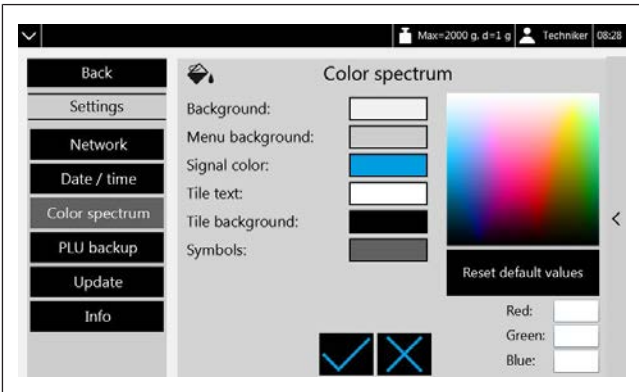 Max=2000 g, d=1 g Techniker 08:28
Back
Settings
Network
Date / time
Color spectrum
PLU backup
Update
Info
Color spectrum
Background:
Menu background:
Signal color:
Tile text:
Tile background:
Symbols:
Reset default values
Red:
Green:
Blue: